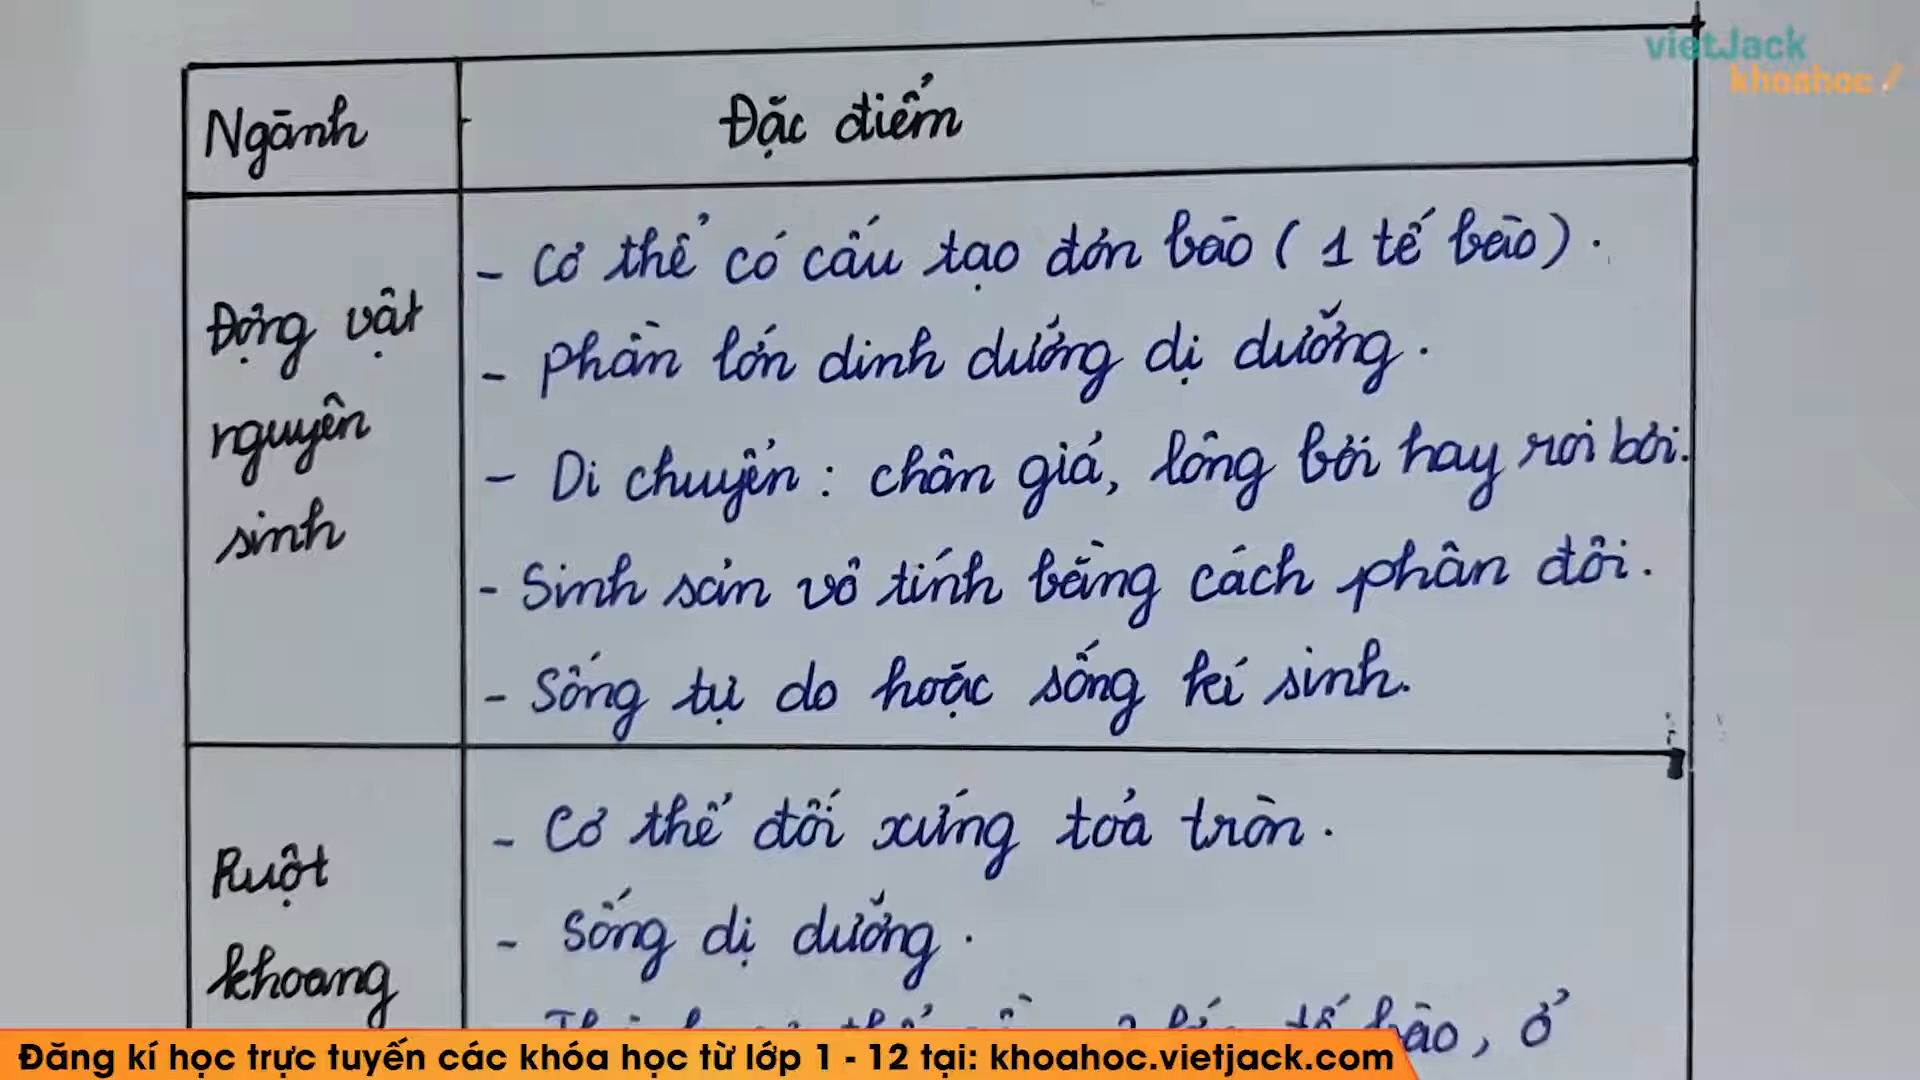 vietJack
khoahoc
Ngành
Đặc điểm
Động vật
nguyên
sinh
- Cơ thể có cấu tạo đơn bào (1 tế bào).
- Phần lớn dinh dưỡng dị dưỡng.
- Di chuyển: chân giả, lông bơi hay roi bơi.
- Sinh sản vô tính bằng cách phân đôi.
- Sống tự do hoặc sống kí sinh.
Ruột
khoang
- Cơ thể đối xứng toả tròn.
- Sống dị dưỡng.
bào, ở
Đăng kí học trực tuyến các khóa học từ lớp 1 - 12 tại: khoahoc.vietjack.com